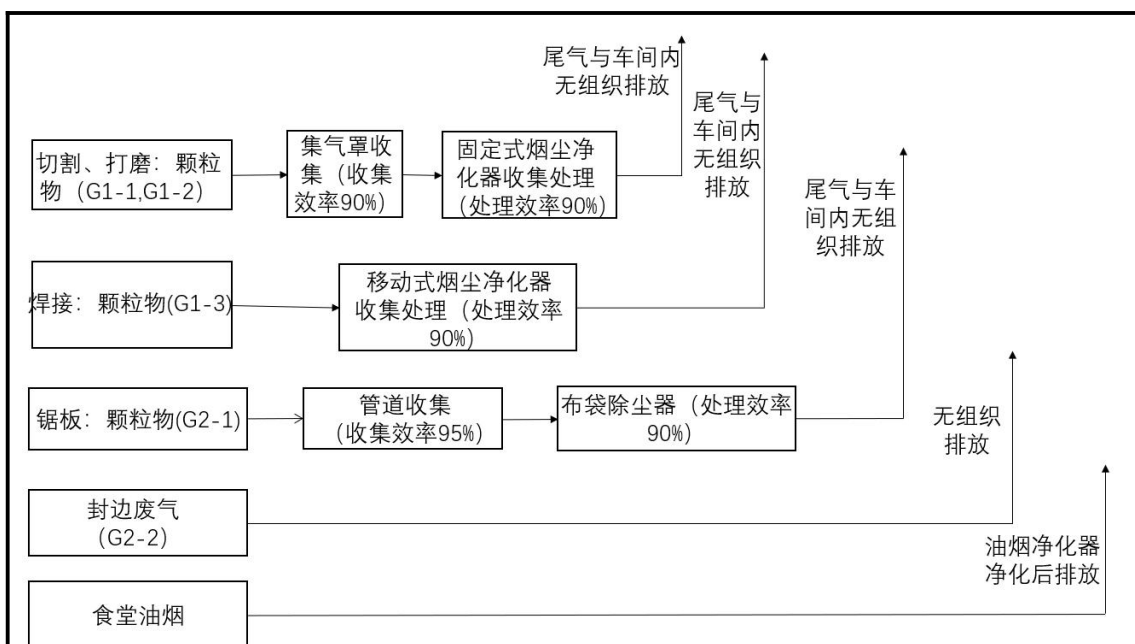 尾气与车间内
无组织排放
尾气与
车间内
无组织
排放
切割、打磨：颗粒
物（G1-1,G1-2）
集气罩收
集（收集
效率90%）
固定式烟尘净
化器收集处理
（处理效率90%）
尾气与车
间内无组
织排放
焊接：颗粒物(G1-3)
移动式烟尘净化器
收集处理（处理效率
90%）
锯板：颗粒物(G2-1)
管道收集
（收集效率95%）
布袋除尘器（处理效率
90%）
无组织
排放
封边废气
（G2-2）
油烟净化器
净化后排放
食堂油烟